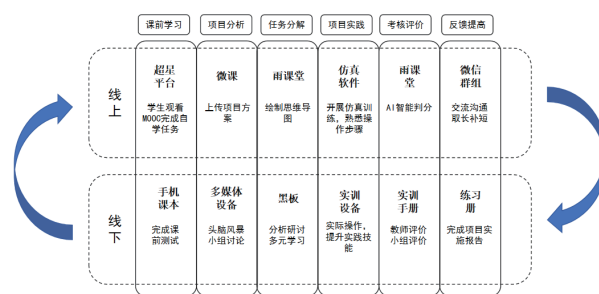 课前学习
项目分析
任务分解
项目实践
考核评价
反馈提高
线上
超星
平台
学生观看
MOOC完成自
学任务
微课
上传项目方
案
雨课堂
绘制思维导
图
仿真
软件
开展仿真训
练，熟悉操
作步骤
雨课
堂
AI智能判分
微信
群组
交流沟通
取长补短
线下
手机
课本
完成课
前测试
多媒体
设备
头脑风暴
小组讨论
黑板
分析研讨
多元学习
实训
设备
实际操作，
提升实践技
能
实训
手册
教师评价
小组评价
练习
册
完成项目实
施报告